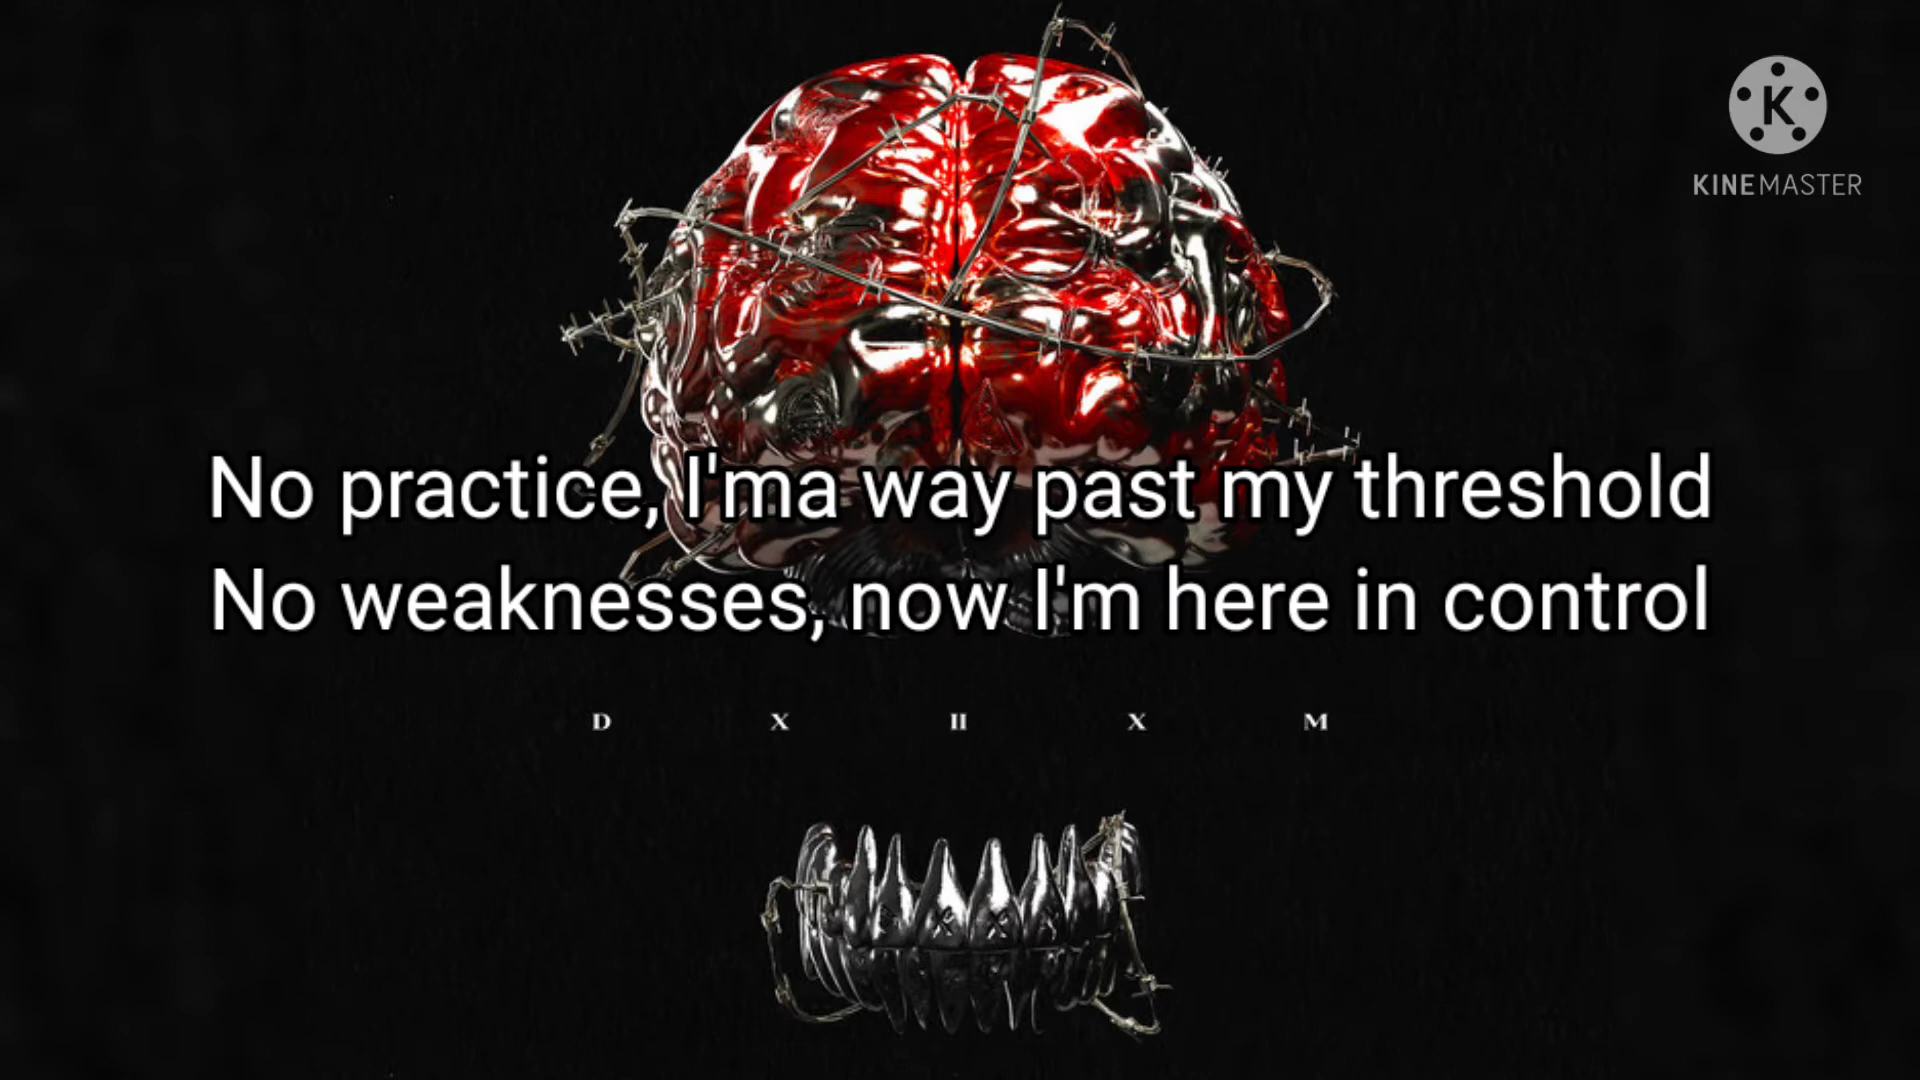 K
KINEMASTER
No practice, I'ma way past my threshold
No weaknesses, now I'm here in control
D X II X M